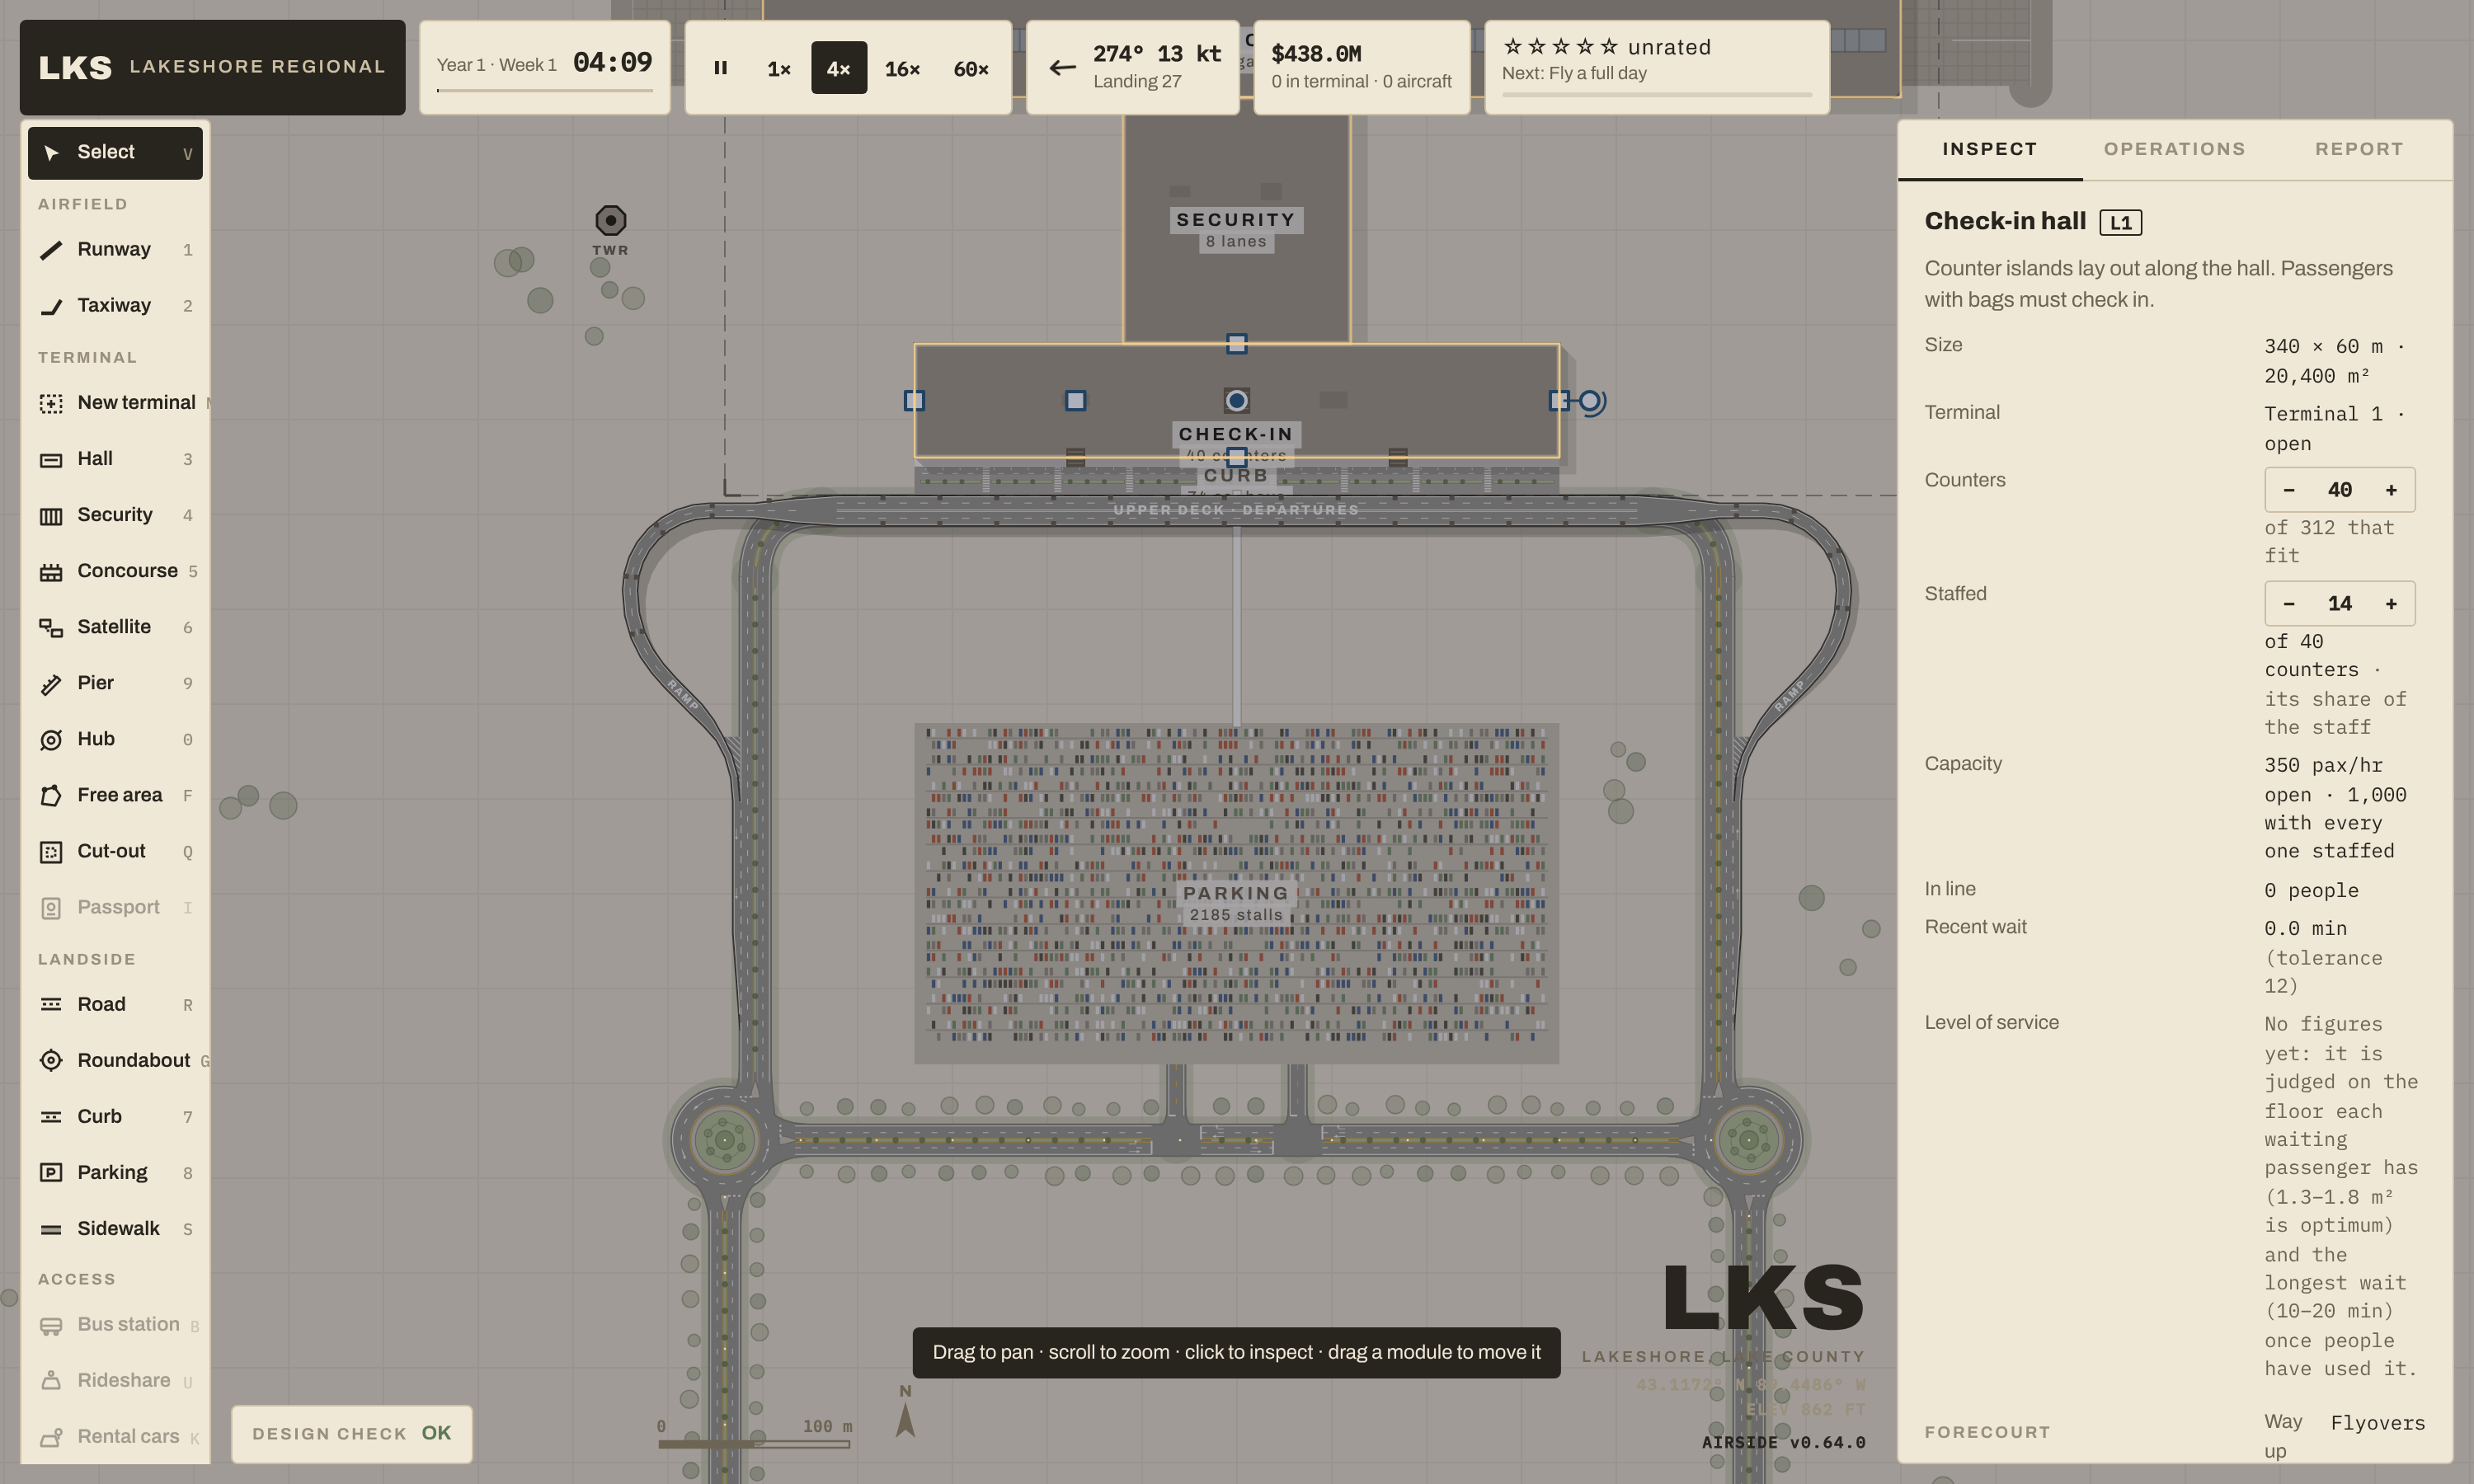 LKS LAKESHORE REGIONAL
Year 1 · Week 1 04:09
1× 4× 16× 60×
274° 13 kt
Landing 27
$438.0M
0 in terminal · 0 aircraft
☆☆☆☆☆ unrated
Next: Fly a full day
Select V
AIRFIELD
Runway 1
Taxiway 2
TERMINAL
New terminal
Hall 3
Security 4
Concourse 5
Satellite 6
Pier 9
Hub 0
Free area F
Cut-out Q
Passport I
LANDSIDE
Road R
Roundabout G
Curb 7
Parking 8
Sidewalk S
ACCESS
Bus station B
Rideshare U
Rental cars K
TWR
SECURITY
8 lanes
CHECK-IN
CURB
UPPER DECK · DEPARTURES
RAMP
RAMP
PARKING
2185 stalls
DESIGN CHECK OK
0 100 m
N
Drag to pan · scroll to zoom · click to inspect · drag a module to move it
LKS
LAKESHORE, LAKE COUNTY
ELEV 862 FT
AIRSIDE v0.64.0
INSPECT OPERATIONS REPORT
Check-in hall L1
Counter islands lay out along the hall. Passengers
with bags must check in.
Size 340 × 60 m ·
20,400 m²
Terminal Terminal 1 ·
open
Counters − 40 +
of 312 that
fit
Staffed − 14 +
of 40
counters ·
its share of
the staff
Capacity 350 pax/hr
open · 1,000
with every
one staffed
In line 0 people
Recent wait 0.0 min
(tolerance
12)
Level of service No figures
yet: it is
judged on the
floor each
waiting
passenger has
(1.3–1.8 m²
is optimum)
and the
longest wait
(10–20 min)
once people
have used it.
FORECOURT Way up Flyovers